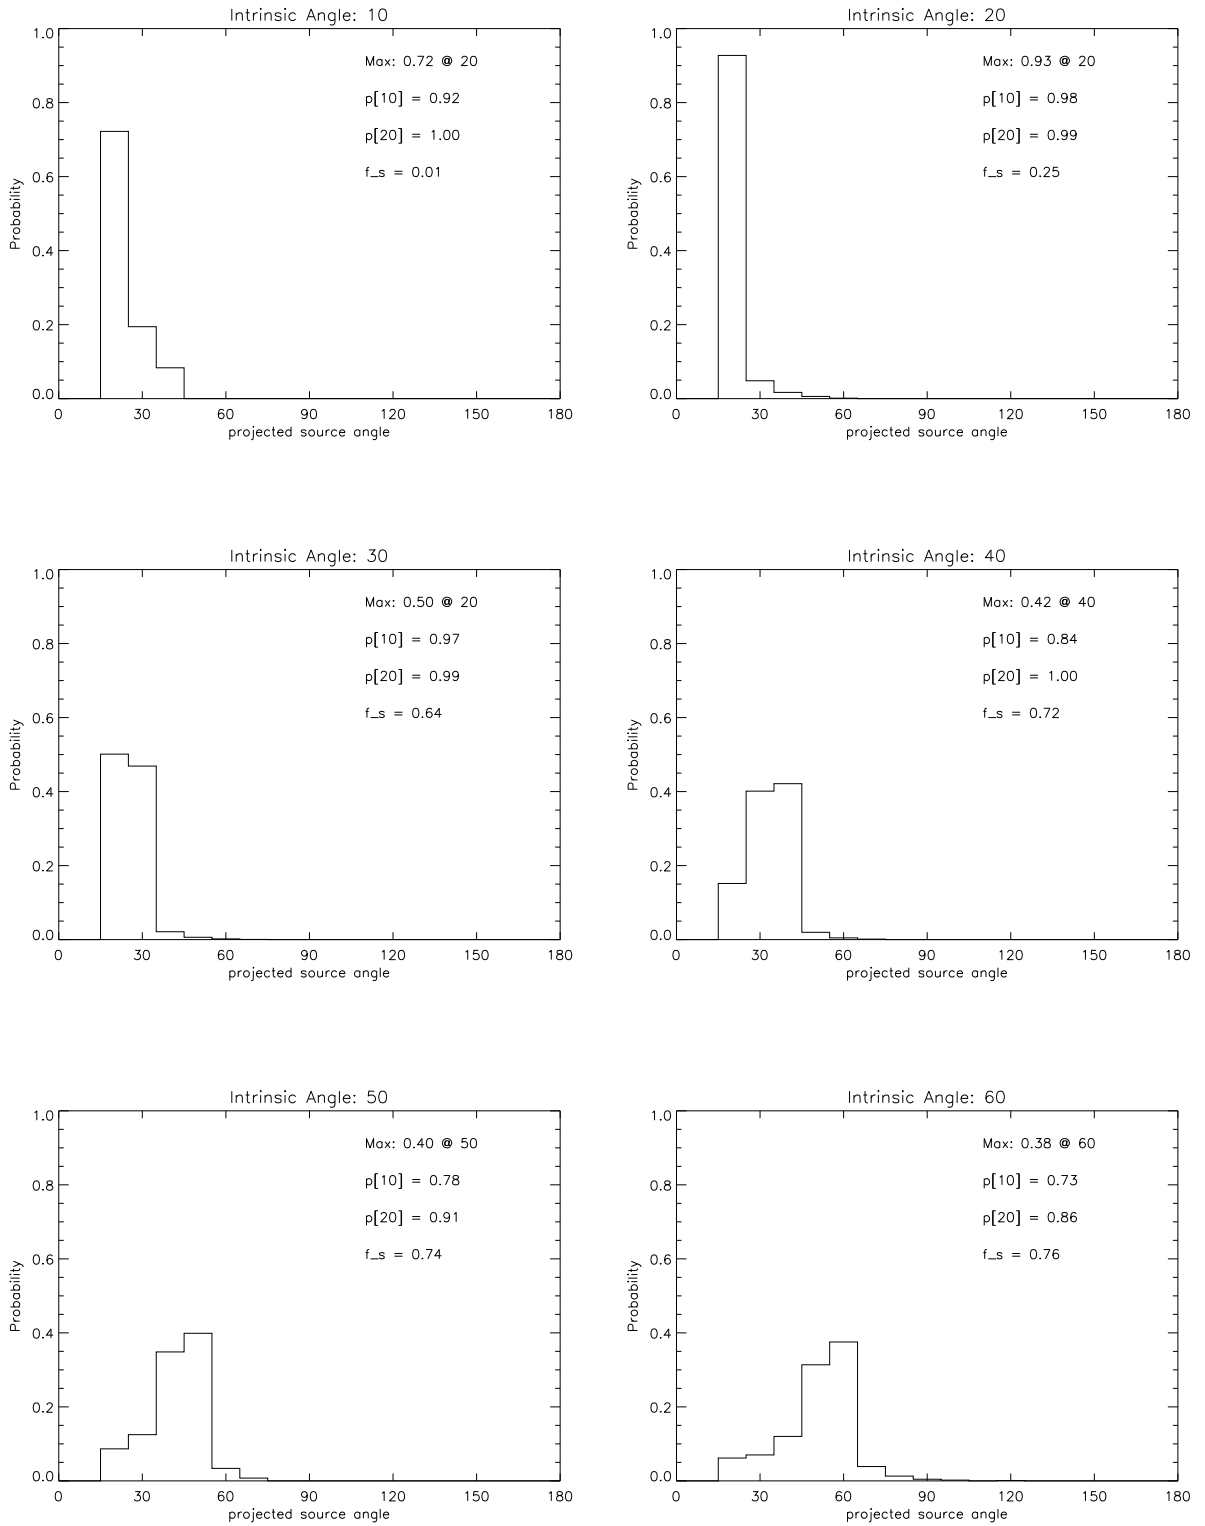 Intrinsic Angle: 10
1.0
0.8
0.6
0.4
0.2
0.0
Probability
Max: 0.72 @ 20
p[10] = 0.92
p[20] = 1.00
f_s = 0.01
0 30 60 90 120 150 180
projected source angle
Intrinsic Angle: 20
1.0
0.8
0.6
0.4
0.2
0.0
Probability
Max: 0.93 @ 20
p[10] = 0.98
p[20] = 0.99
f_s = 0.25
0 30 60 90 120 150 180
projected source angle
Intrinsic Angle: 30
1.0
0.8
0.6
0.4
0.2
0.0
Probability
Max: 0.50 @ 20
p[10] = 0.97
p[20] = 0.99
f_s = 0.64
0 30 60 90 120 150 180
projected source angle
Intrinsic Angle: 40
1.0
0.8
0.6
0.4
0.2
0.0
Probability
Max: 0.42 @ 40
p[10] = 0.84
p[20] = 1.00
f_s = 0.72
0 30 60 90 120 150 180
projected source angle
Intrinsic Angle: 50
1.0
0.8
0.6
0.4
0.2
0.0
Probability
Max: 0.40 @ 50
p[10] = 0.78
p[20] = 0.91
f_s = 0.74
0 30 60 90 120 150 180
projected source angle
Intrinsic Angle: 60
1.0
0.8
0.6
0.4
0.2
0.0
Probability
Max: 0.38 @ 60
p[10] = 0.73
p[20] = 0.86
f_s = 0.76
0 30 60 90 120 150 180
projected source angle